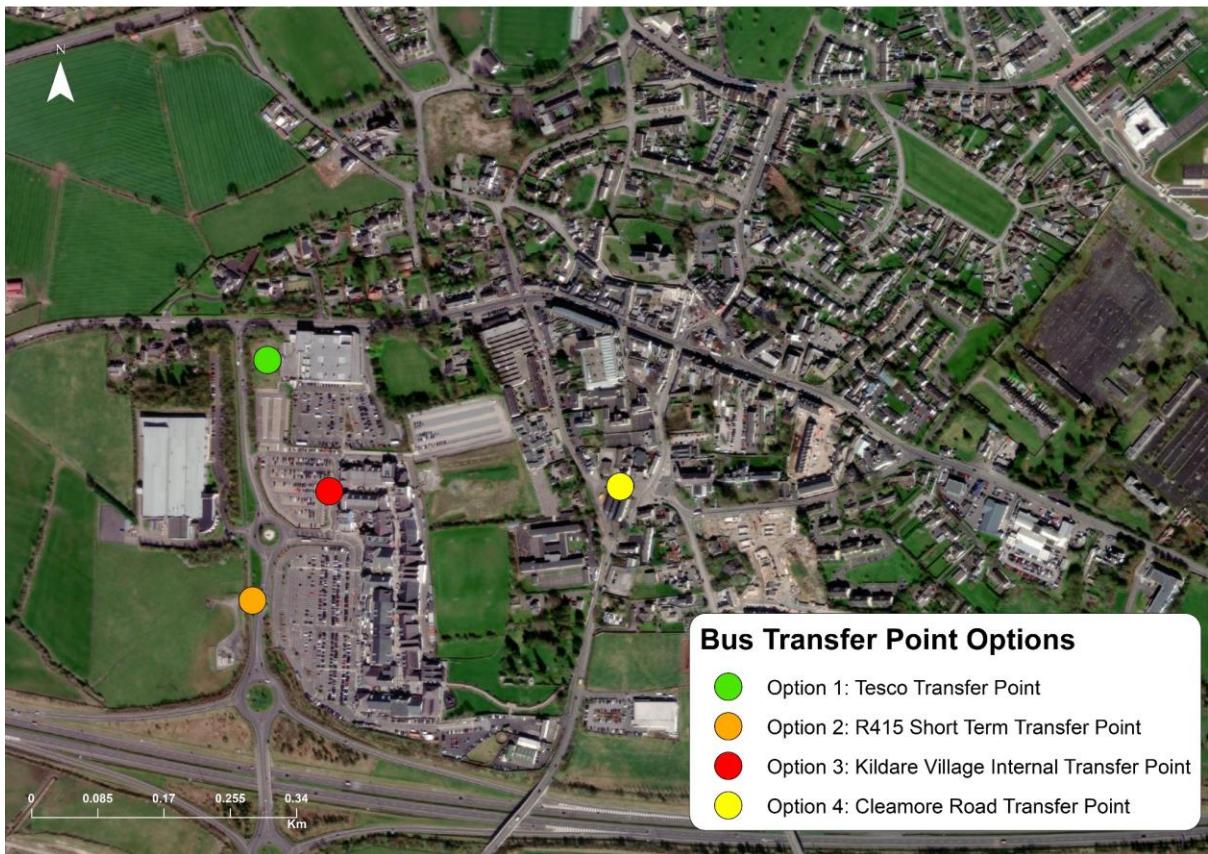 N
Bus Transfer Point Options
Option 1: Tesco Transfer Point
Option 2: R415 Short Term Transfer Point
Option 3: Kildare Village Internal Transfer Point
Option 4: Cleamore Road Transfer Point
0 0.085 0.17 0.255 0.34
Km